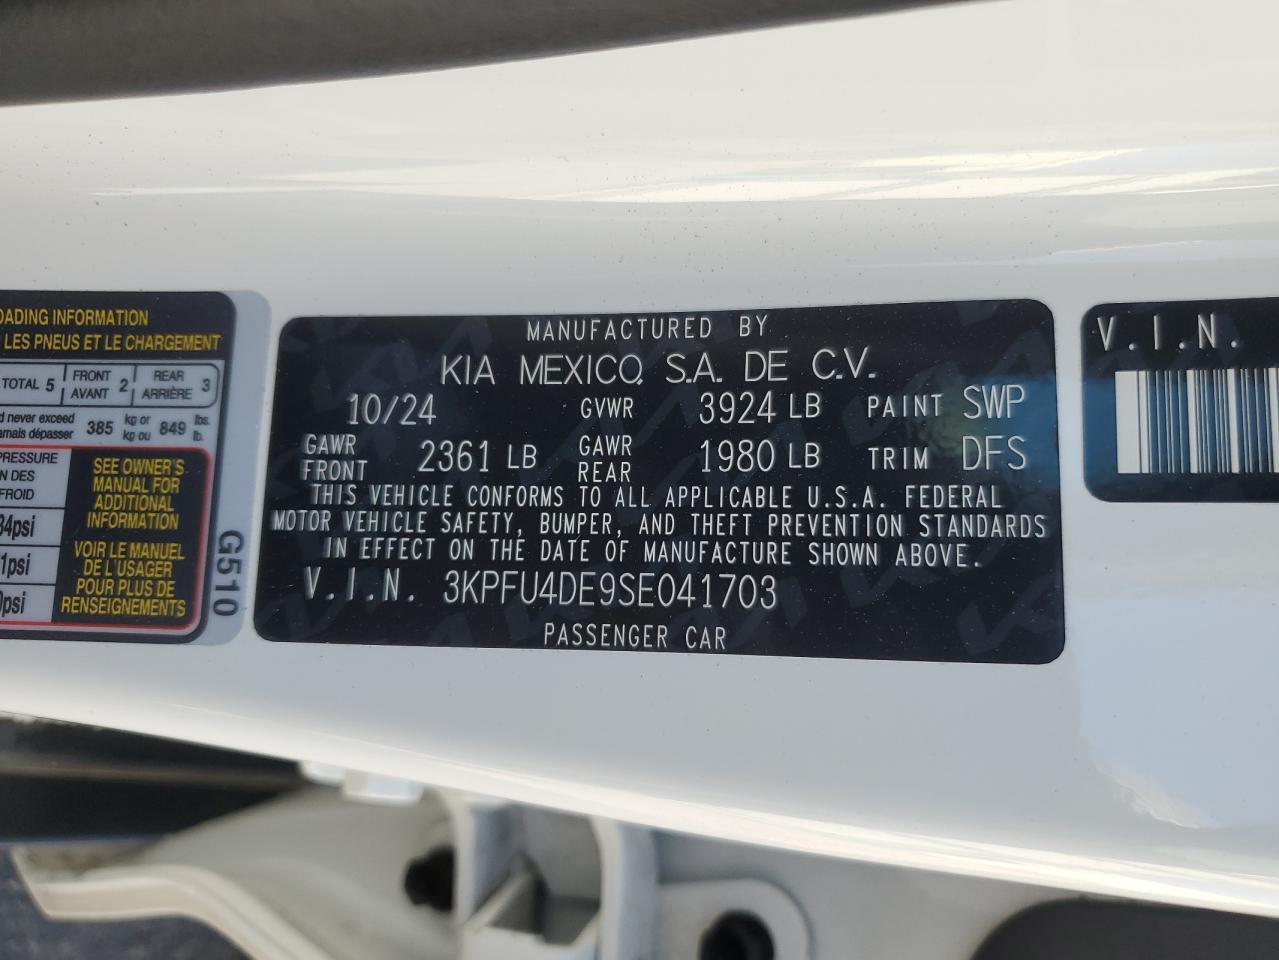 OADING INFORMATION
LES PNEUS ET LE CHARGEMENT
TOTAL 5
FRONT
AVANT 2
REAR
ARRIÈRE 3
never exceed
amais dépasser
385
kg or
kg ou
849
lbs.
lb.
PRESSURE
ON DES
FROID
34psi
1psi
0psi
SEE OWNER'S
MANUAL FOR
ADDITIONAL
INFORMATION
VOIR LE MANUEL
DE L'USAGER
POUR PLUS DE
RENSEIGNEMENTS
G510
MANUFACTURED BY
KIA MEXICO, S.A. DE C.V.
10/24 GVWR 3924 LB PAINT SWP
GAWR FRONT 2361 LB GAWR REAR 1980 LB TRIM DFS
THIS VEHICLE CONFORMS TO ALL APPLICABLE U.S.A. FEDERAL
MOTOR VEHICLE SAFETY, BUMPER, AND THEFT PREVENTION STANDARDS
IN EFFECT ON THE DATE OF MANUFACTURE SHOWN ABOVE.
V.I.N. 3KPFU4DE9SE041703
PASSENGER CAR
V.I.N.